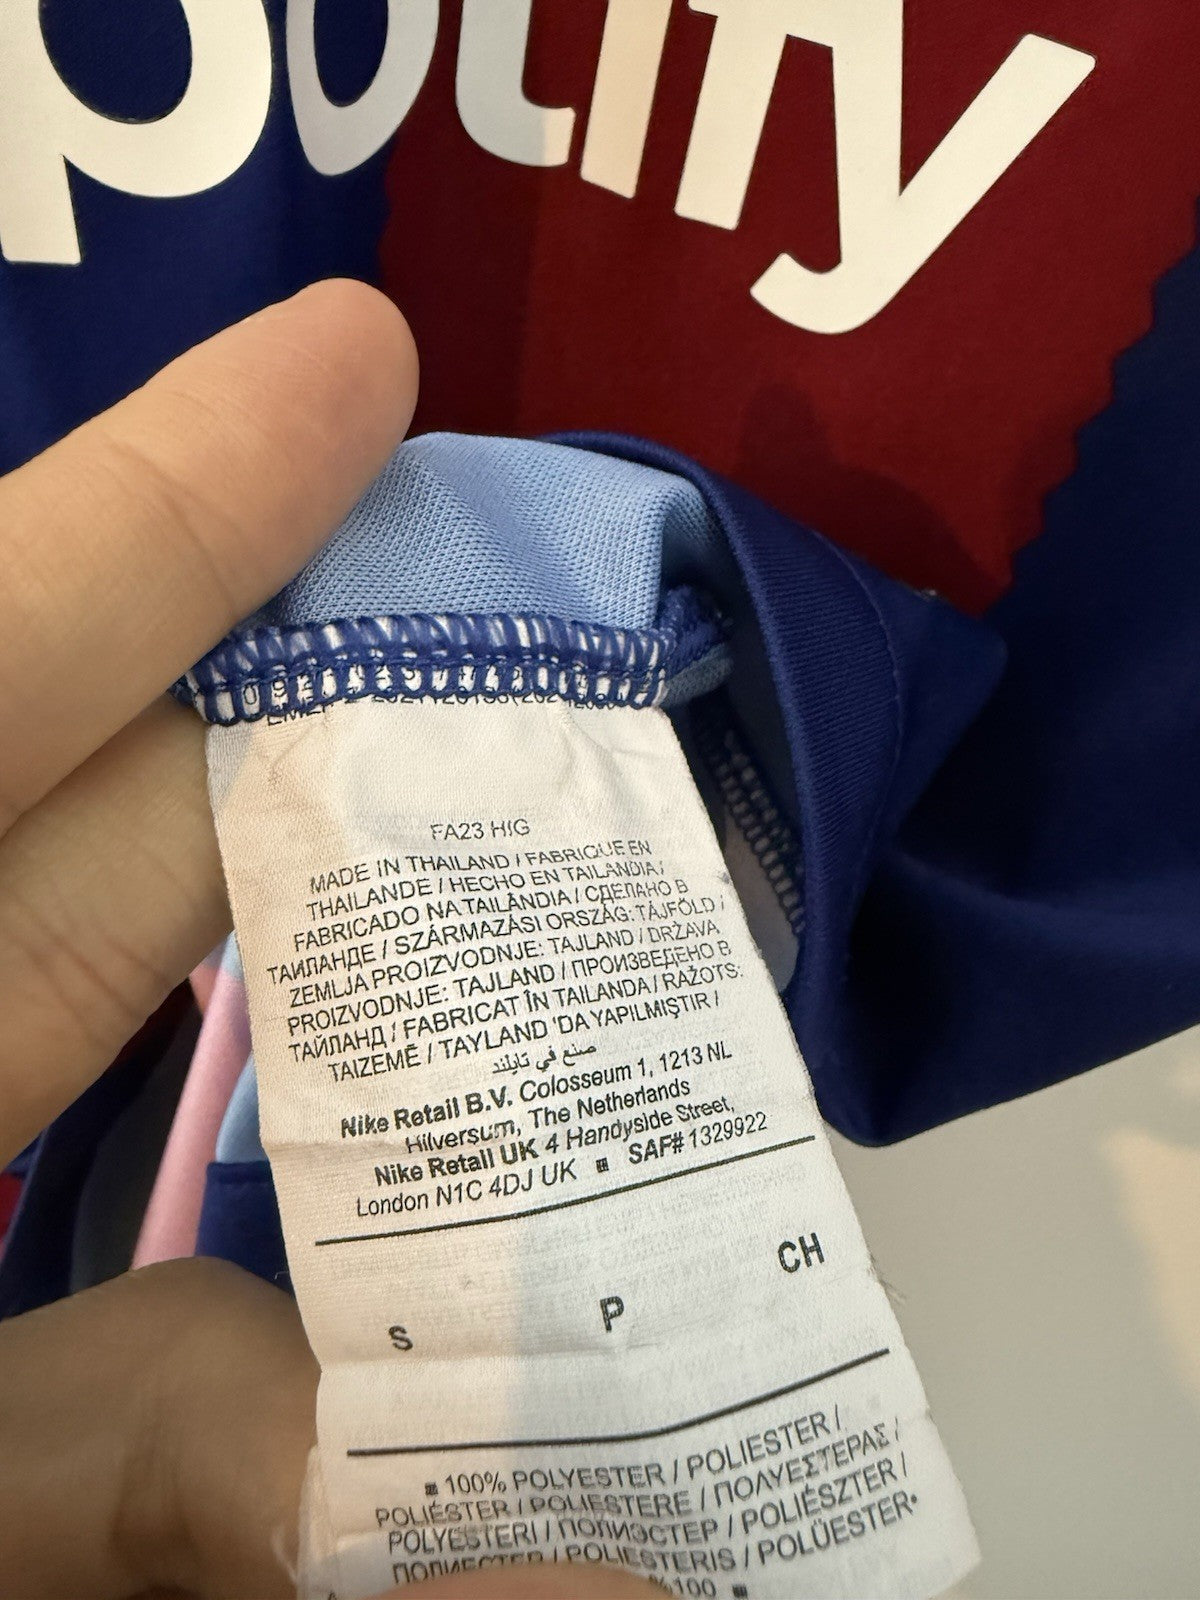 potify
FA23 HIG
MADE IN THAILAND / FABRIQUE EN
THAILANDE / HECHO EN TAILANDIA /
FABRICADO NA TAILÂNDIA / СДЕЛАНО В
ТАИЛАНДЕ / SZÁRMAZÁSI ORSZÁG: TÁJFÖLD /
ZEMLJA PROIZVODNJE: TAJLAND / DRŽAVA
PROIZVODNJE: TAJLAND / ПРОИЗВЕДЕНО В
ТАЙЛАНД / FABRICAT ÎN TAILANDA / RAŽOTS:
TAIZEMĒ / TAYLAND 'DA YAPILMIŞTIR /
صنع في تايلند
Nike Retail B.V. Colosseum 1, 1213 NL
Hilversum, The Netherlands
Nike Retail UK 4 Handyside Street,
London N1C 4DJ UK SAF# 1329922
S P CH
100% POLYESTER / POLIESTER /
POLIÉSTER / POLIESTERE / ΠΟΛΥΕΣΤΕΡΑΣ /
POLYESTERI / ПОЛИЭСТЕР / POLIÉSZTER /
ПОЛИЕСТЕР / POLIESTERIS / POLÜESTER
%100